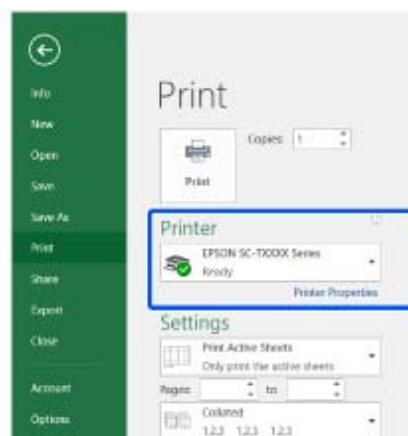 Info
New
Open
Save
Save As
Print
Share
Export
Close
Account
Options
Print
Copies: 1
Print
Printer
EPSON SC-TXXXX Series
Ready
Printer Properties
Settings
Print Active Sheets
Only print the active sheets
Pages: to:
Collated
1,2,3 1,2,3 1,2,3